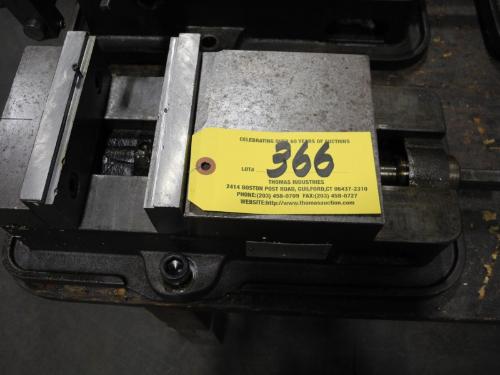 CELEBRATING OVER 60 YEARS OF AUCTIONS
LOT# 366
THOMAS INDUSTRIES
2414 BOSTON POST ROAD, GUILFORD, CT 06437-2310
PHONE:(203) 458-0709 FAX:(203) 458-0727
WEBSITE:http://www.thomasauction.com